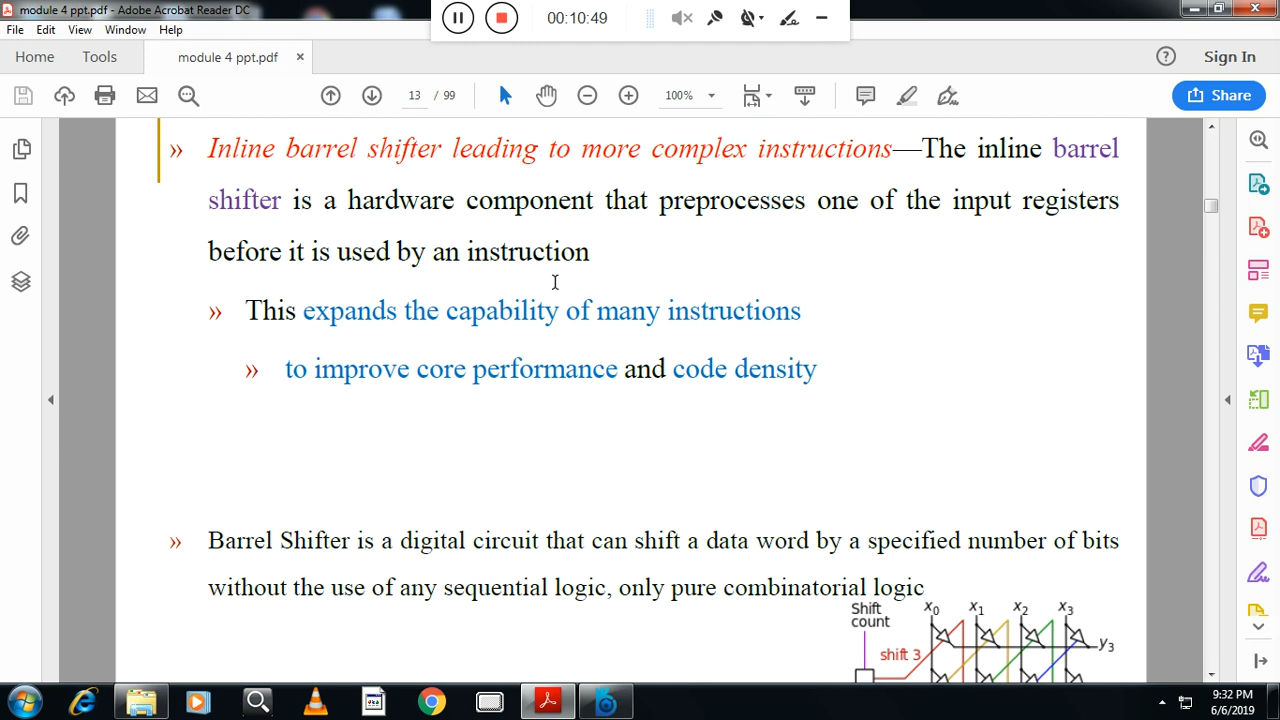 module 4 ppt.pdf - Adobe Acrobat Reader DC
00:10:49
File Edit View Window Help
Home Tools module 4 ppt.pdf × Sign In
13 / 99 100% Share
» Inline barrel shifter leading to more complex instructions—The inline barrel
shifter is a hardware component that preprocesses one of the input registers
before it is used by an instruction
» This expands the capability of many instructions
» to improve core performance and code density
» Barrel Shifter is a digital circuit that can shift a data word by a specified number of bits
without the use of any sequential logic, only pure combinatorial logic
Shift
count
x0 x1 x2 x3
y3
shift 3
9:32 PM
6/6/2019